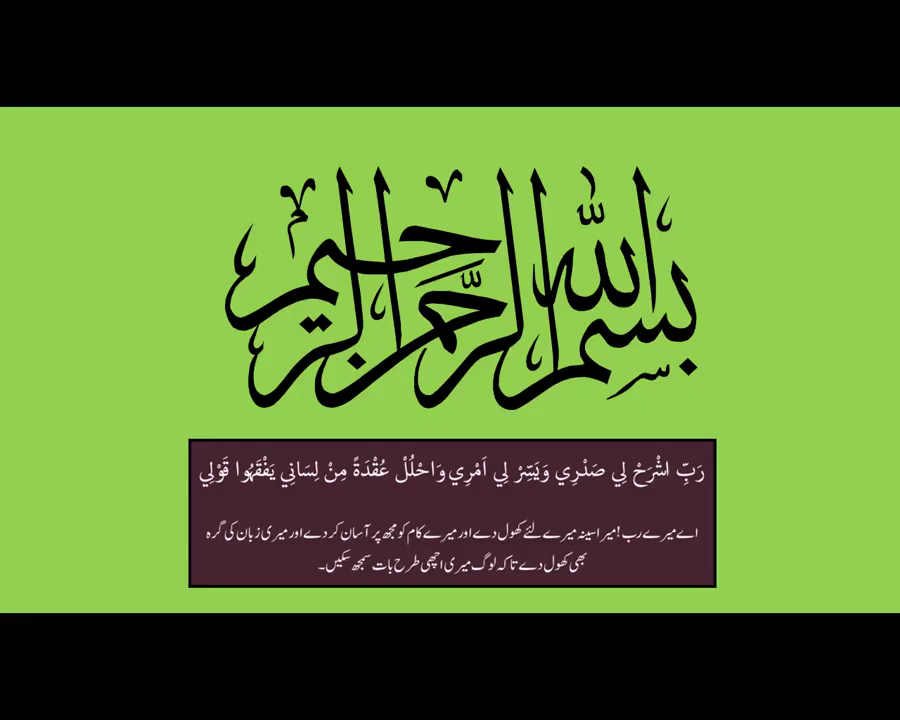 بسم الله الرحمن الرحيم
رَبِّ اشْرَحْ لِي صَدْرِي وَيَسِّرْ لِي اَمْرِي وَاحْلُلْ عُقْدَةً مِنْ لِسَانِي يَفْقَهُوا قَوْلِي
اے میرے رب! میرا سینہ میرے لئے کھول دے اور میرے کام کو مجھ پر آسان کر دے اور میری زبان کی گرہ
بھی کھول دے تاکہ لوگ میری اچھی طرح بات سمجھ سکیں۔